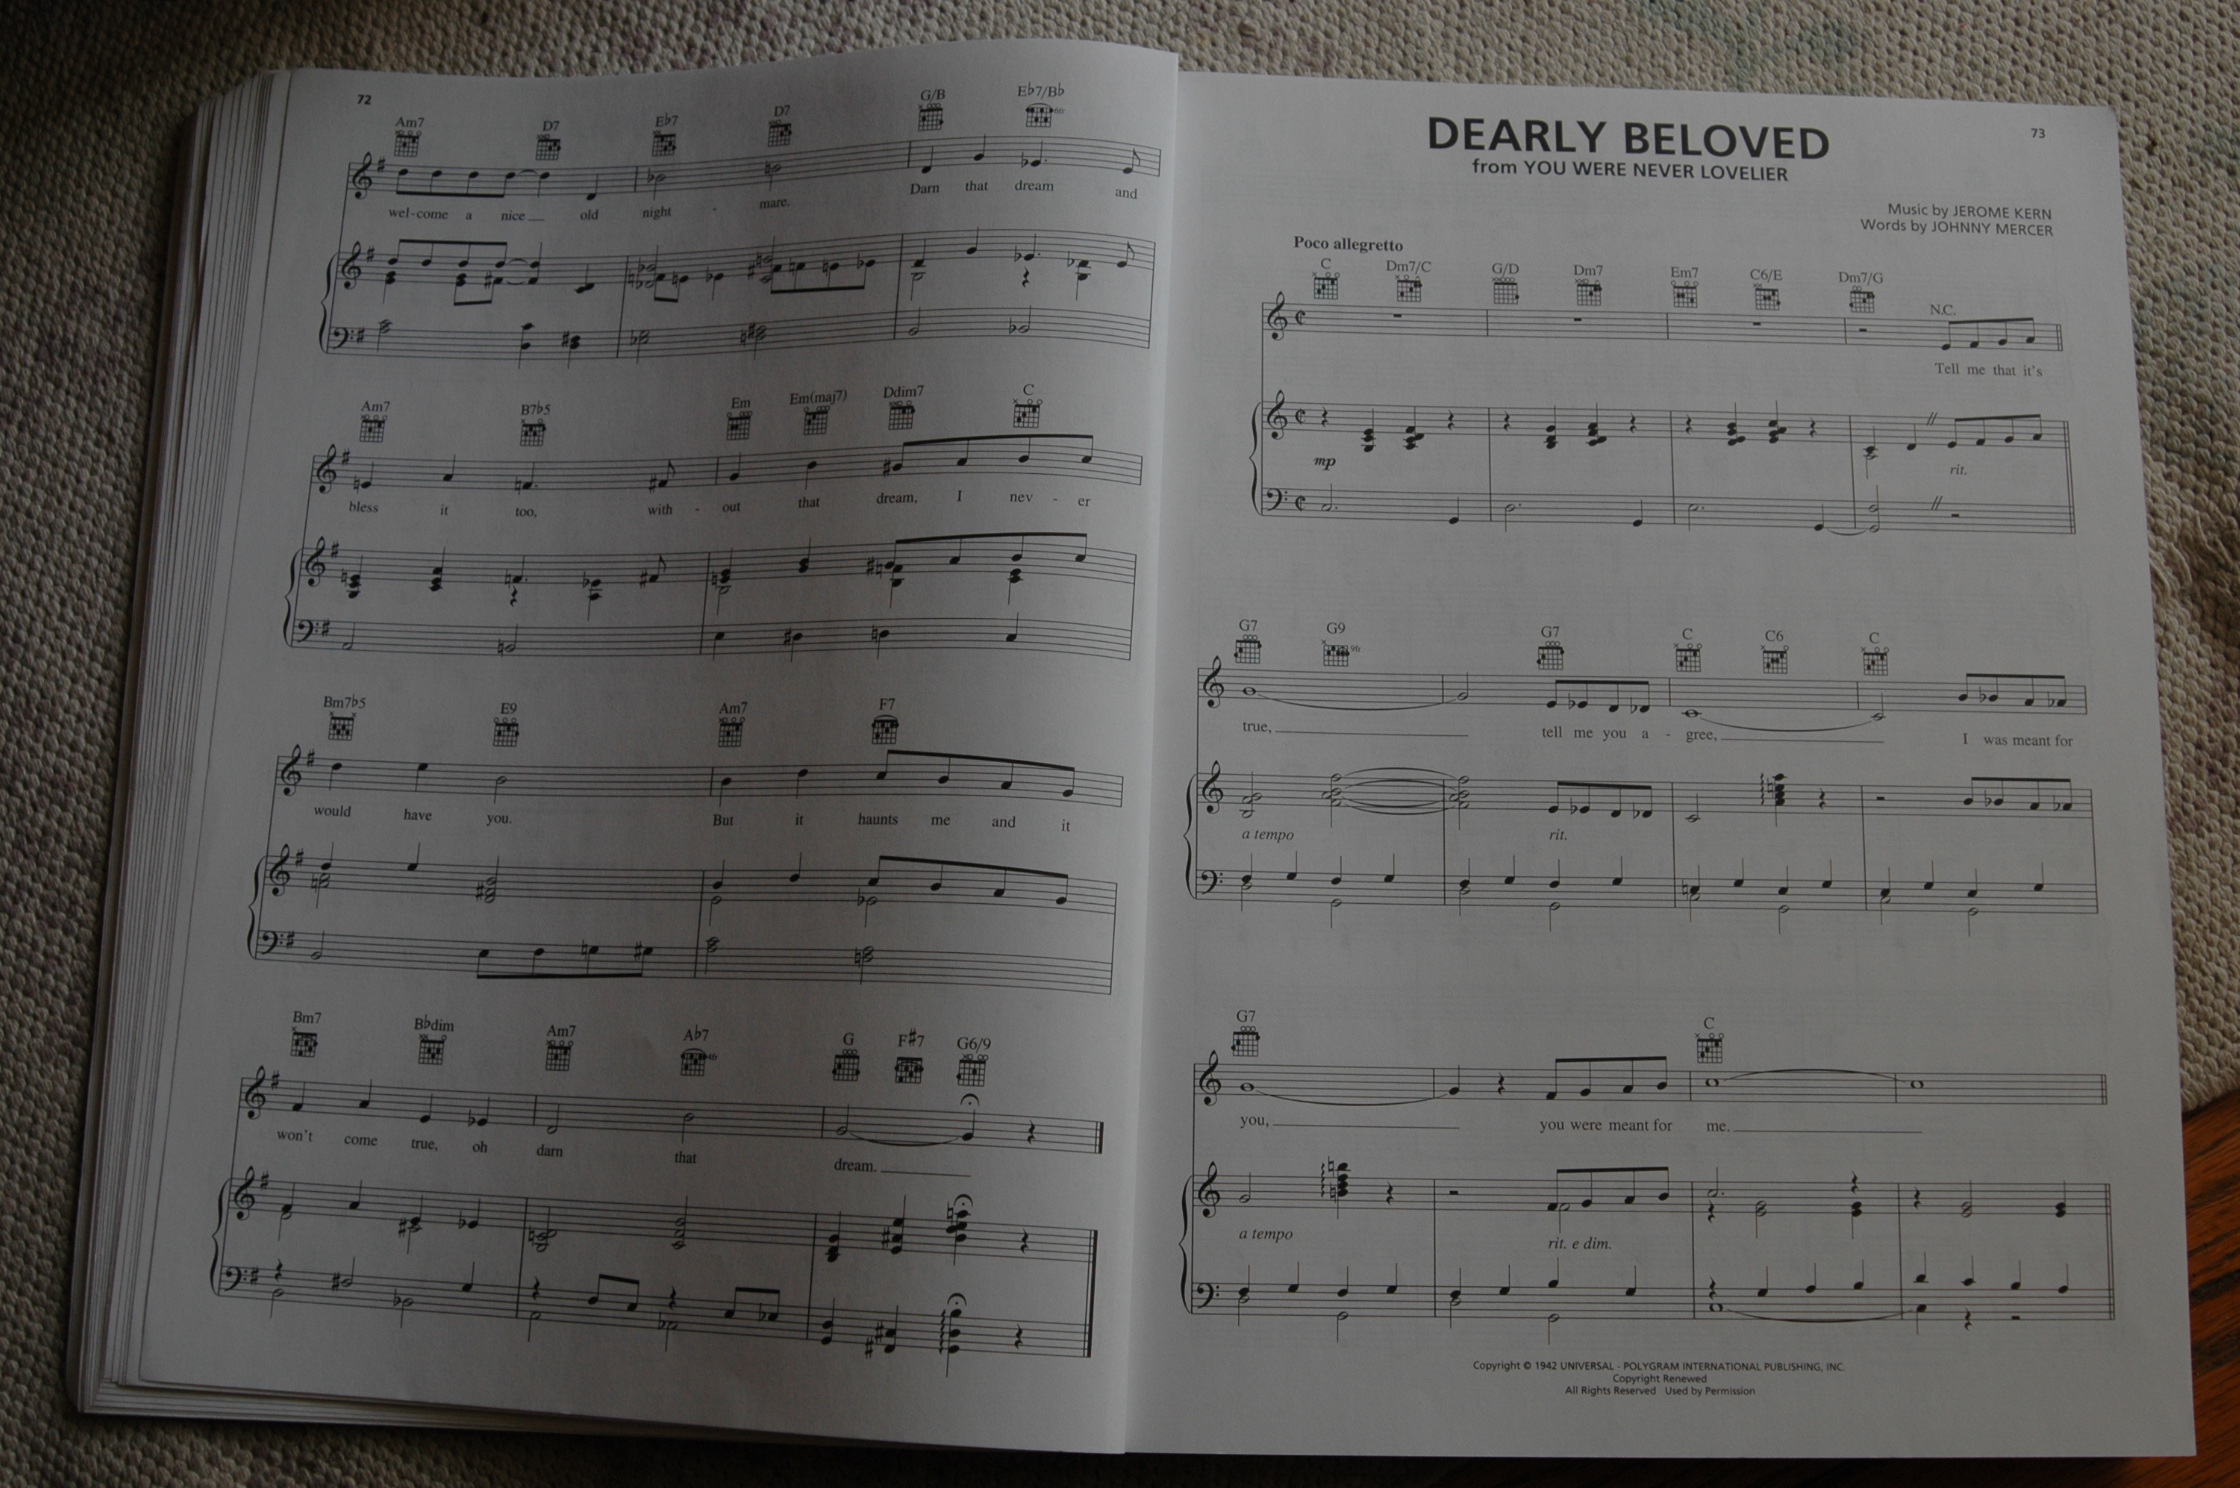 72
Am7 D7 E♭7 D7 G/B E♭7/B♭
6fr
wel-come a nice old night - mare. Darn that dream and
Am7 B7♭5 Em Em(maj7) Ddim7 C
bless it too, with - out that dream, I nev - er
Bm7♭5 E9 Am7 F7
would have you. But it haunts me and it
Bm7 B♭dim Am7 A♭7 G F♯7 G6/9
won't come true, oh darn that dream.
73
DEARLY BELOVED
from YOU WERE NEVER LOVELIER
Music by JEROME KERN
Words by JOHNNY MERCER
Poco allegretto
C Dm7/C G/D Dm7 Em7 C6/E Dm7/G N.C.
Tell me that it's
mp rit.
G7 G9 G7 C C6 C
9fr
true, tell me you a - gree, I was meant for
a tempo rit.
G7 C
you, you were meant for me.
a tempo rit. e dim.
Copyright © 1942 UNIVERSAL - POLYGRAM INTERNATIONAL PUBLISHING, INC.
Copyright Renewed
All Rights Reserved Used by Permission